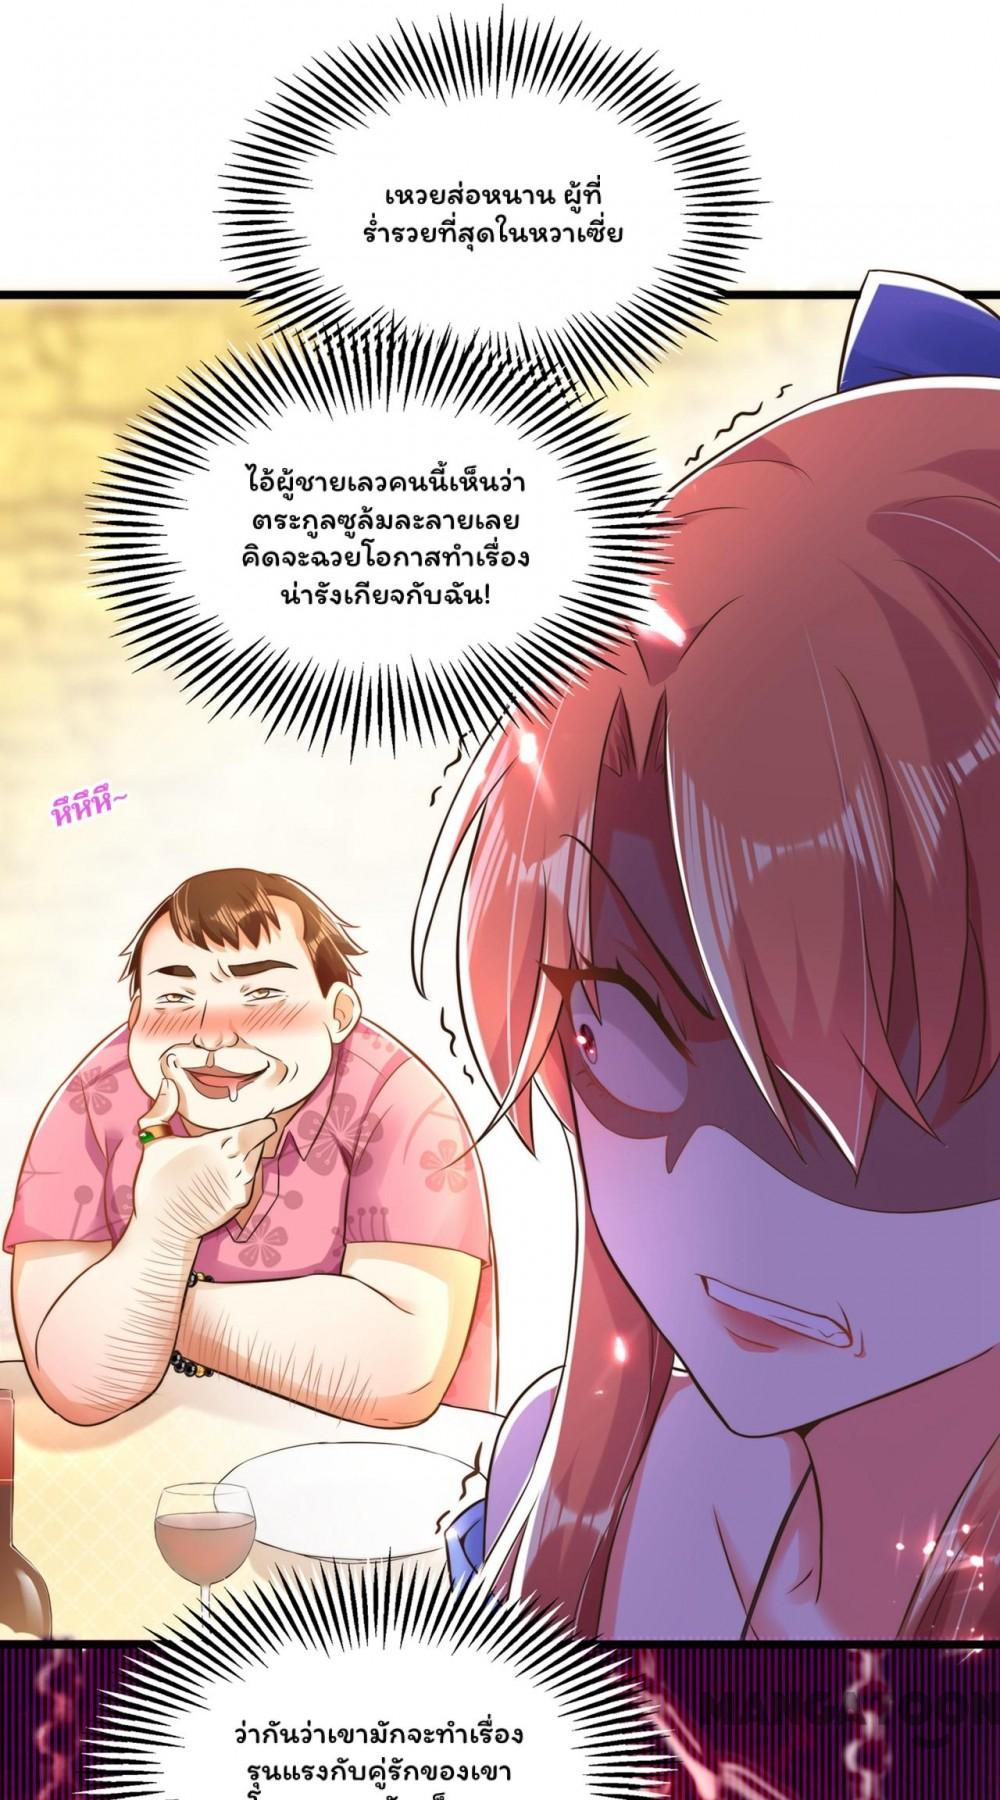 เหวยส่อหนาน ผู้ที่
ร่ำรวยที่สุดในหวาเซี่ย
ไอ้ผู้ชายเลวคนนี้เห็นว่า
ตระกูลซูล้มละลายเลย
คิดจะฉวยโอกาสทำเรื่อง
น่ารังเกียจกับฉัน!
หึหึหึ~
ว่ากันว่าเขามักจะทำเรื่อง
รุนแรงกับคู่รักของเขา